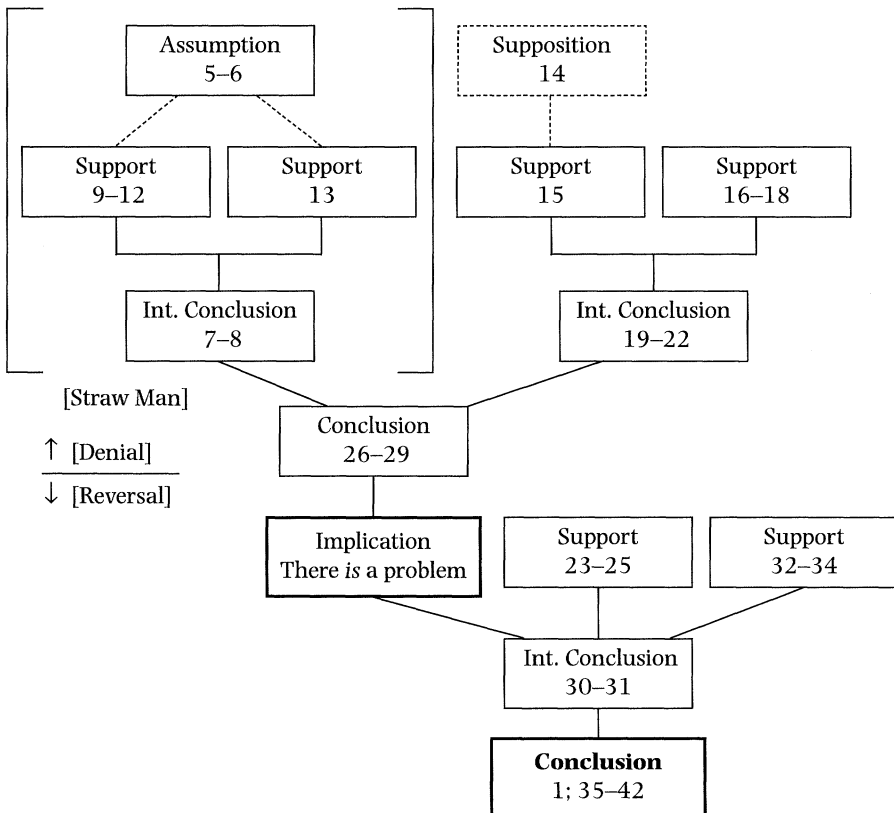 Assumption
5–6
Supposition
14
Support
9–12
Support
13
Support
15
Support
16–18
Int. Conclusion
7–8
Int. Conclusion
19–22
[Straw Man]
Conclusion
26–29
↑ [Denial]
↓ [Reversal]
Implication
There is a problem
Support
23–25
Support
32–34
Int. Conclusion
30–31
Conclusion
1; 35–42